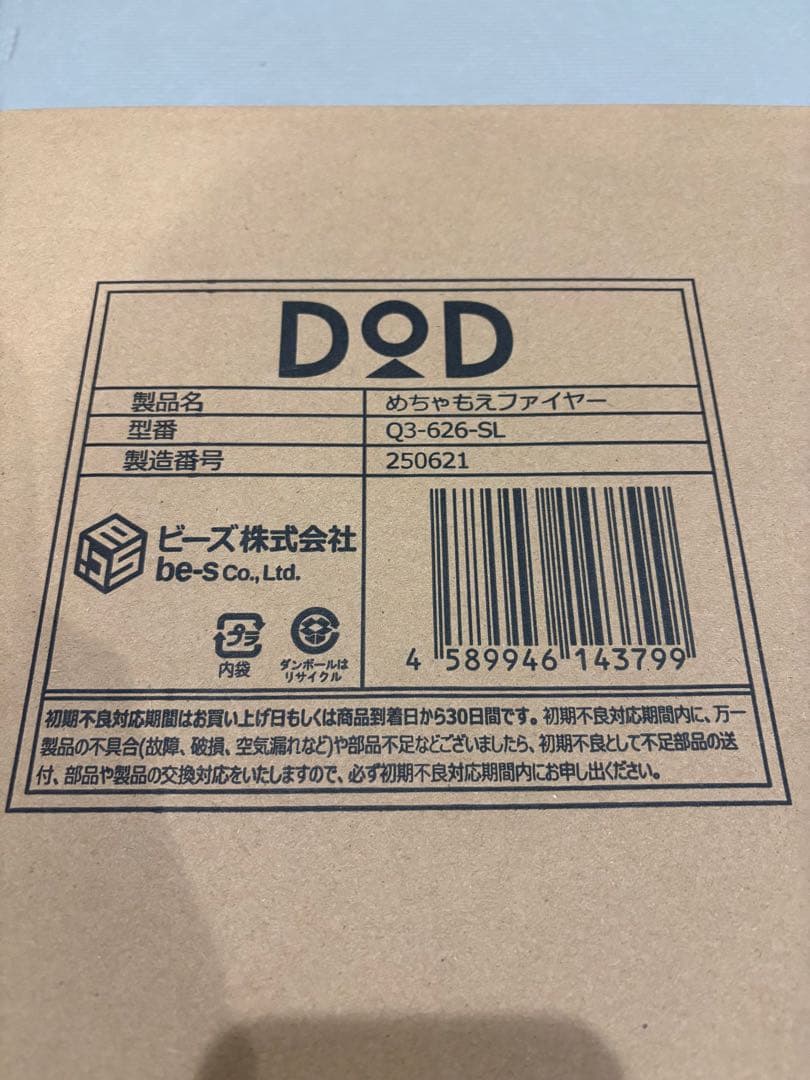 DOD
製品名 めちゃもえファイヤー
型番 Q3-626-SL
製造番号 250621
ビーズ株式会社
be-s Co., Ltd.
プラ
内袋
ダンボールは
リサイクル
4 589946 143799
初期不良対応期間はお買い上げ日もしくは商品到着日から30日間です。初期不良対応期間内に、万一
製品の不具合(故障、破損、空気漏れなど)や部品不足などございましたら、初期不良として不足部品の送
付、部品や製品の交換対応をいたしますので、必ず初期不良対応期間内にお申し出ください。